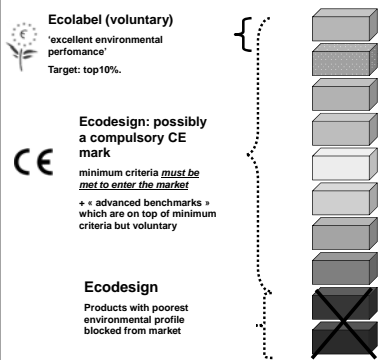 Ecolabel (voluntary)
'excellent environmental
perfomance'
Target: top10%.
Ecodesign: possibly
a compulsory CE
mark
CE
minimum criteria must be
met to enter the market
+ « advanced benchmarks »
which are on top of minimum
criteria but voluntary
Ecodesign
Products with poorest
environmental profile
blocked from market